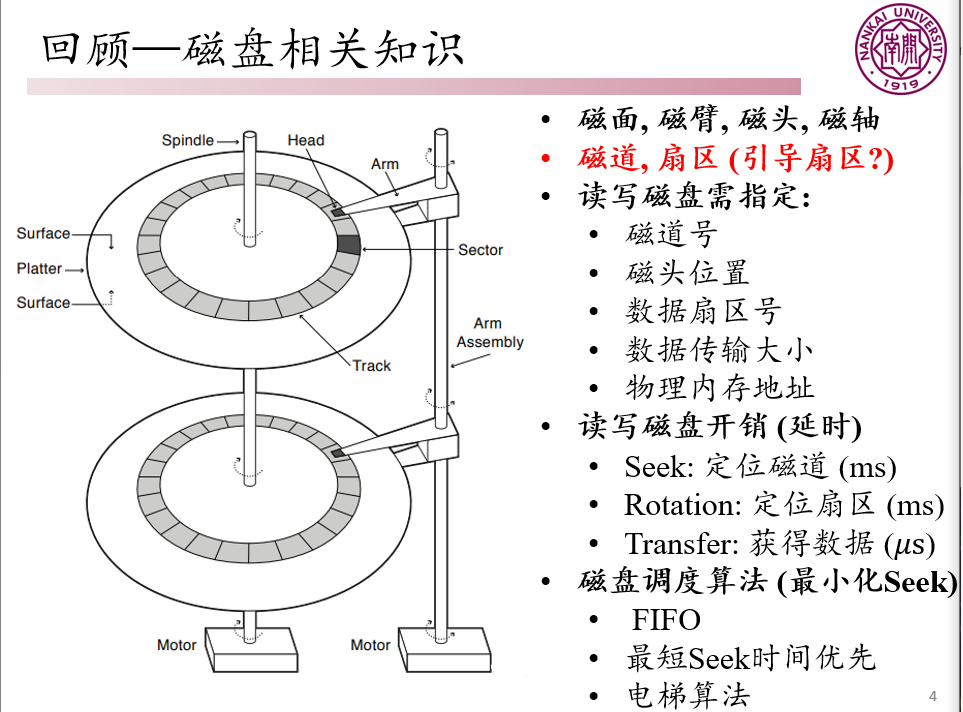 回顾—磁盘相关知识
NANKAI UNIVERSITY
南開
· 1919 ·
Spindle
Head
Arm
Surface
Platter
Surface
Sector
Arm
Assembly
Track
Motor
Motor
• 磁面, 磁臂, 磁头, 磁轴
• 磁道, 扇区 (引导扇区?)
• 读写磁盘需指定:
• 磁道号
• 磁头位置
• 数据扇区号
• 数据传输大小
• 物理内存地址
• 读写磁盘开销 (延时)
• Seek: 定位磁道 (ms)
• Rotation: 定位扇区 (ms)
• Transfer: 获得数据 (μs)
• 磁盘调度算法 (最小化Seek)
• FIFO
• 最短Seek时间优先
• 电梯算法
4